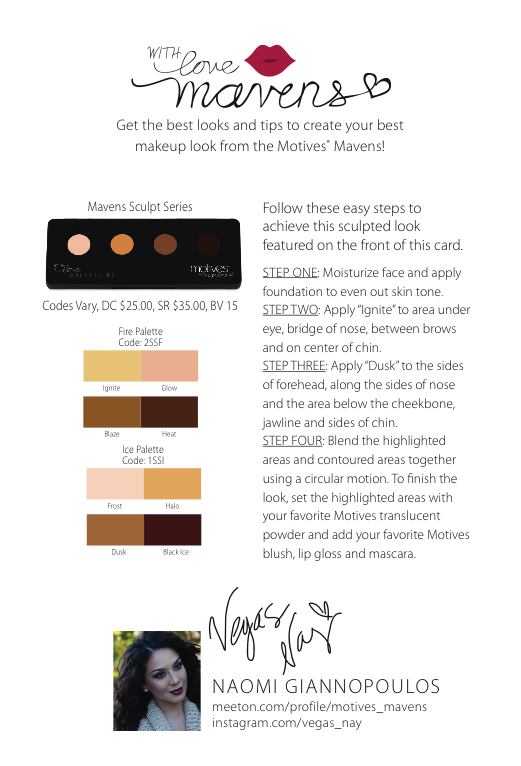 WITH love
mavens
Get the best looks and tips to create your best
makeup look from the Motives® Mavens!
Mavens Sculpt Series
motives®
Codes Vary, DC $25.00, SR $35.00, BV 15
Fire Palette
Code: 2SSF
Ignite Glow
Blaze Heat
Ice Palette
Code: 1SSI
Frost Halo
Dusk Black Ice
Follow these easy steps to
achieve this sculpted look
featured on the front of this card.
STEP ONE: Moisturize face and apply
foundation to even out skin tone.
STEP TWO: Apply “Ignite” to area under
eye, bridge of nose, between brows
and on center of chin.
STEP THREE: Apply “Dusk” to the sides
of forehead, along the sides of nose
and the area below the cheekbone,
jawline and sides of chin.
STEP FOUR: Blend the highlighted
areas and contoured areas together
using a circular motion. To finish the
look, set the highlighted areas with
your favorite Motives translucent
powder and add your favorite Motives
blush, lip gloss and mascara.
Vegas Nay
NAOMI GIANNOPOULOS
meeton.com/profile/motives_mavens
instagram.com/vegas_nay